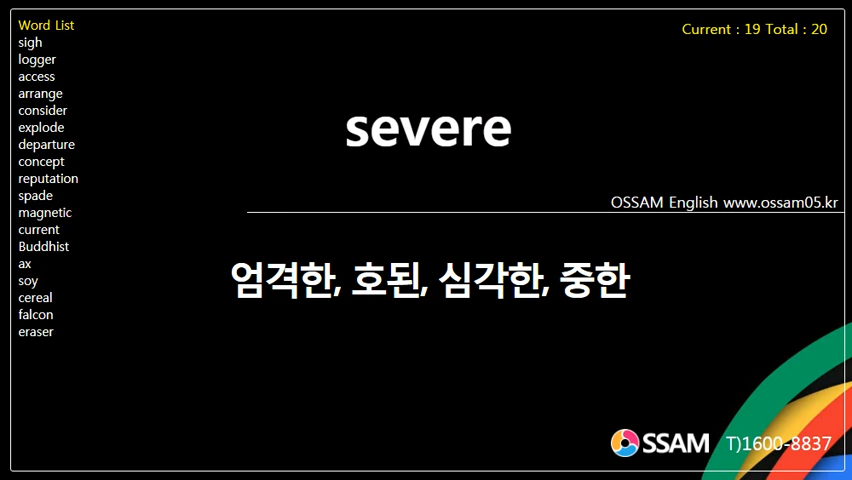 Word List
sigh
logger
access
arrange
consider
explode
departure
concept
reputation
spade
magnetic
current
Buddhist
ax
soy
cereal
falcon
eraser
Current : 19 Total : 20
severe
OSSAM English www.ossam05.kr
엄격한, 호된, 심각한, 중한
OSSAM T)1600-8837